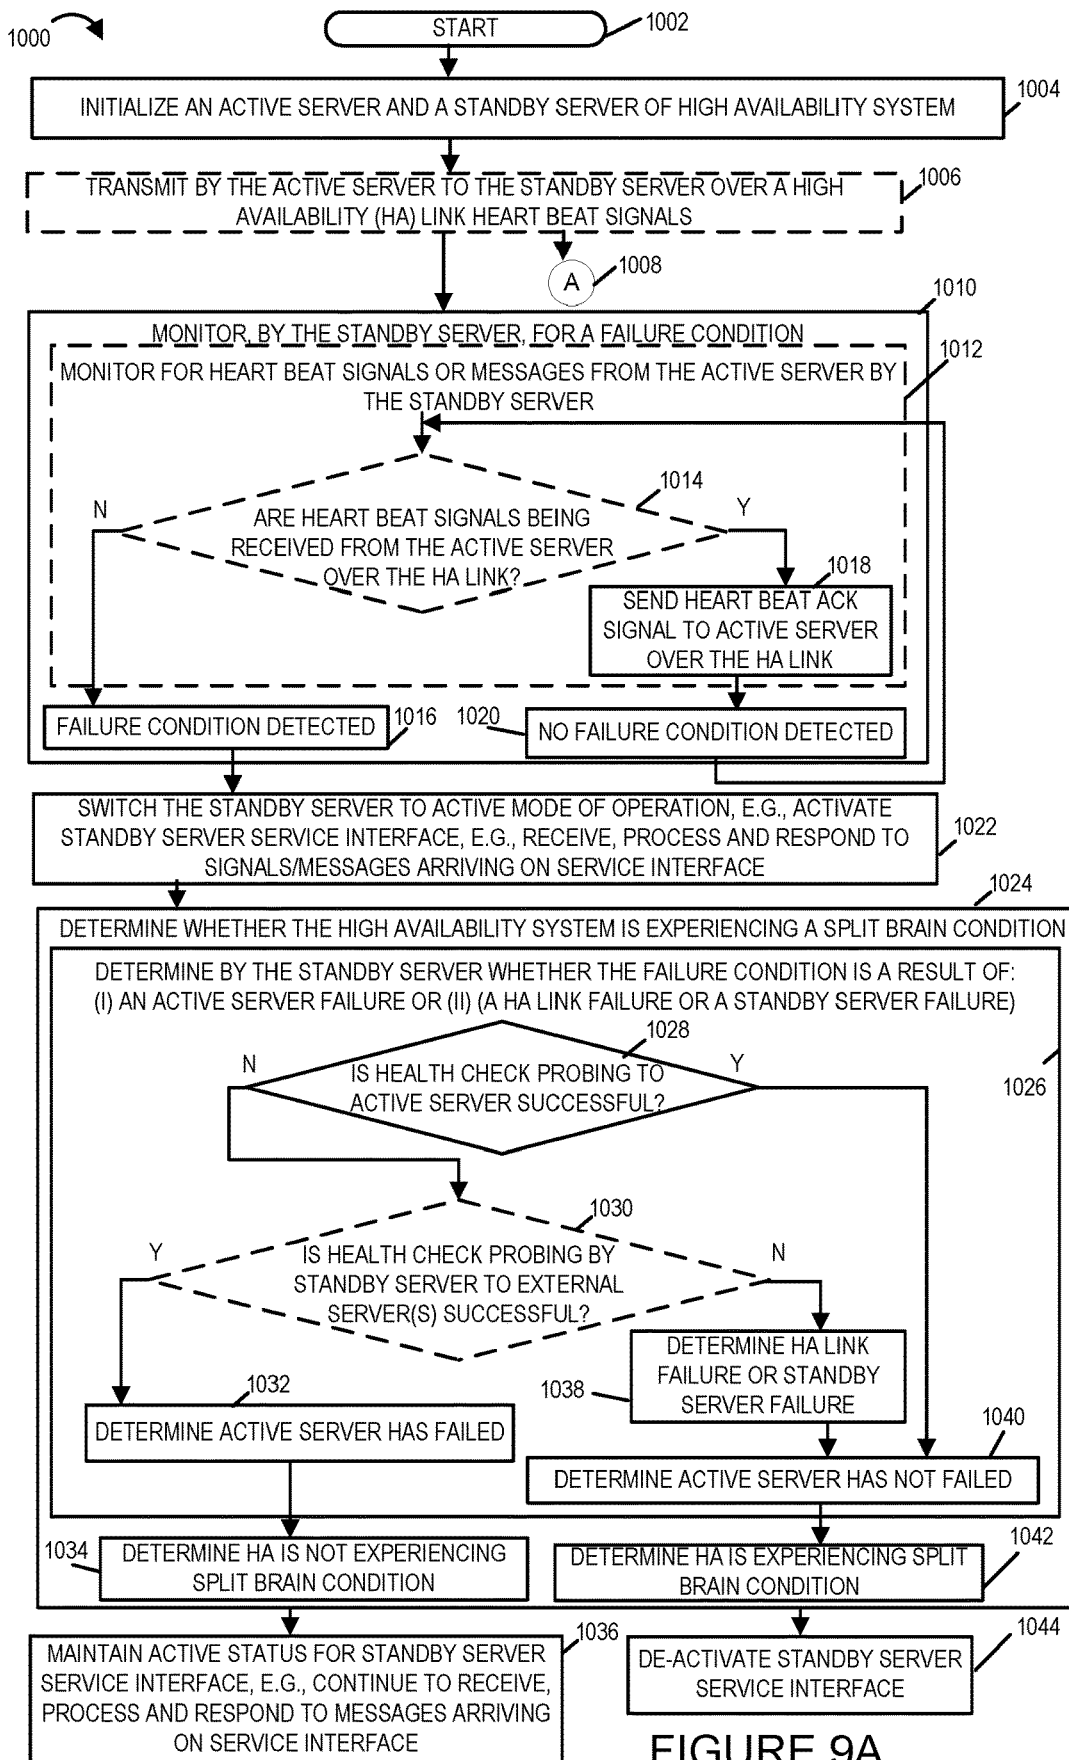 1000
START
1002
INITIALIZE AN ACTIVE SERVER AND A STANDBY SERVER OF HIGH AVAILABILITY SYSTEM
1004
TRANSMIT BY THE ACTIVE SERVER TO THE STANDBY SERVER OVER A HIGH
AVAILABILITY (HA) LINK HEART BEAT SIGNALS
1006
A
1008
1010
MONITOR, BY THE STANDBY SERVER, FOR A FAILURE CONDITION
1012
MONITOR FOR HEART BEAT SIGNALS OR MESSAGES FROM THE ACTIVE SERVER BY
THE STANDBY SERVER
1014
N
Y
ARE HEART BEAT SIGNALS BEING
RECEIVED FROM THE ACTIVE SERVER
OVER THE HA LINK?
1018
SEND HEART BEAT ACK
SIGNAL TO ACTIVE SERVER
OVER THE HA LINK
FAILURE CONDITION DETECTED
1016
1020
NO FAILURE CONDITION DETECTED
SWITCH THE STANDBY SERVER TO ACTIVE MODE OF OPERATION, E.G., ACTIVATE
STANDBY SERVER SERVICE INTERFACE, E.G., RECEIVE, PROCESS AND RESPOND TO
SIGNALS/MESSAGES ARRIVING ON SERVICE INTERFACE
1022
1024
DETERMINE WHETHER THE HIGH AVAILABILITY SYSTEM IS EXPERIENCING A SPLIT BRAIN CONDITION
DETERMINE BY THE STANDBY SERVER WHETHER THE FAILURE CONDITION IS A RESULT OF:
(I) AN ACTIVE SERVER FAILURE OR (II) (A HA LINK FAILURE OR A STANDBY SERVER FAILURE)
1026
1028
N
Y
IS HEALTH CHECK PROBING TO
ACTIVE SERVER SUCCESSFUL?
1030
Y
N
IS HEALTH CHECK PROBING BY
STANDBY SERVER TO EXTERNAL
SERVER(S) SUCCESSFUL?
DETERMINE HA LINK
FAILURE OR STANDBY
SERVER FAILURE
1038
1032
DETERMINE ACTIVE SERVER HAS FAILED
1040
DETERMINE ACTIVE SERVER HAS NOT FAILED
1034
DETERMINE HA IS NOT EXPERIENCING
SPLIT BRAIN CONDITION
DETERMINE HA IS EXPERIENCING SPLIT
BRAIN CONDITION
1042
MAINTAIN ACTIVE STATUS FOR STANDBY SERVER
SERVICE INTERFACE, E.G., CONTINUE TO RECEIVE,
PROCESS AND RESPOND TO MESSAGES ARRIVING
ON SERVICE INTERFACE
1036
DE-ACTIVATE STANDBY SERVER
SERVICE INTERFACE
1044
FIGURE 9A